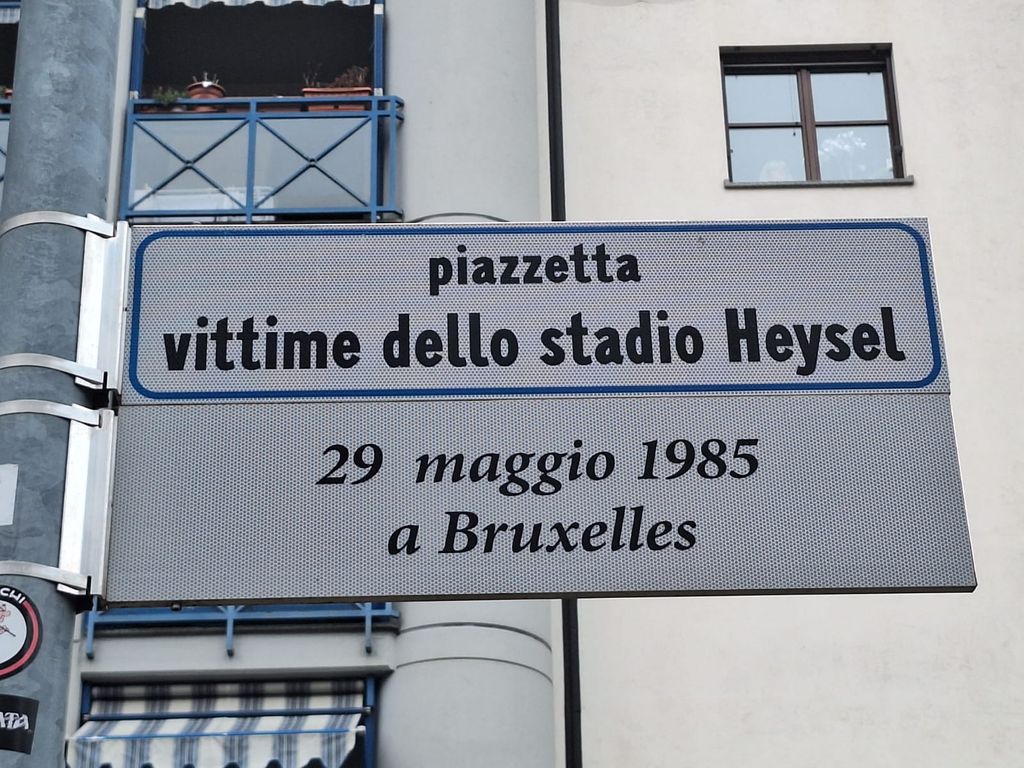 piazzetta
vittime dello stadio Heysel
29 maggio 1985
a Bruxelles